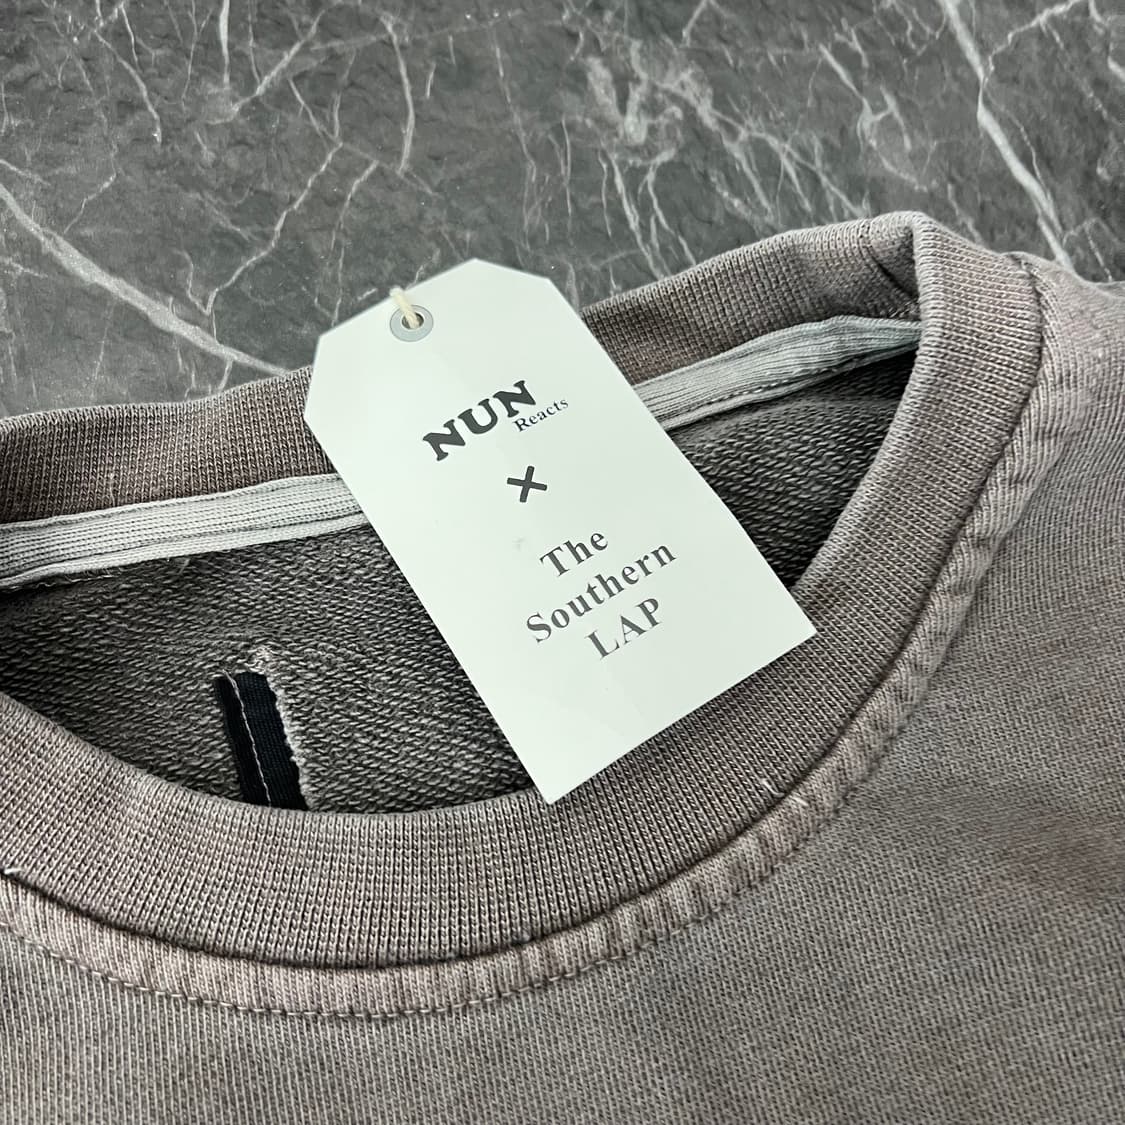 NUN
Reacts
×
The
Southern
LAP